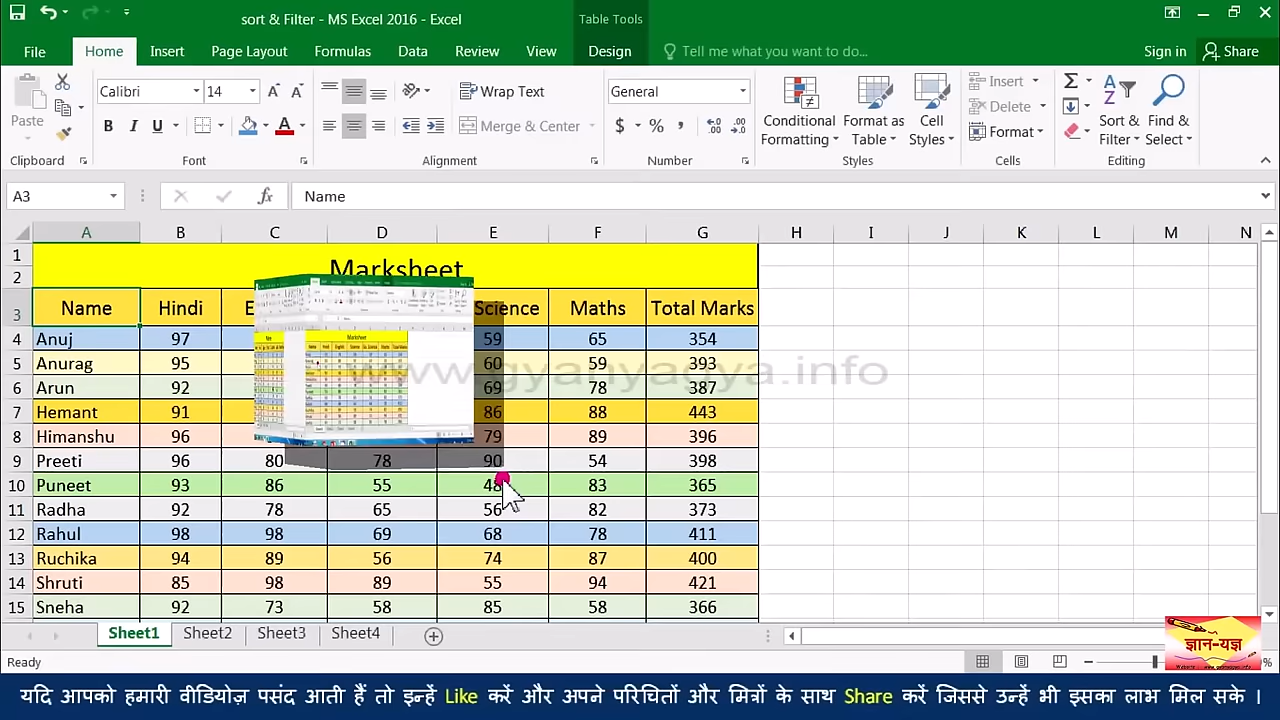 sort & Filter - MS Excel 2016 - Excel
Table Tools
File Home Insert Page Layout Formulas Data Review View Design Tell me what you want to do... Sign in Share
Paste
Calibri 14
B I U A
Wrap Text
Merge & Center
General
$ % ,
Conditional Formatting
Format as Table
Cell Styles
Insert
Delete
Format
Sort & Filter
Find & Select
Clipboard Font Alignment Number Styles Cells Editing
A3 fx Name
A B C D E F G H I J K L M N
1
2 Marksheet
3 Name Hindi E Science Maths Total Marks
4 Anuj 97 59 65 354
5 Anurag 95 60 59 393
6 Arun 92 69 78 387
www.gyanyagya.info
7 Hemant 91 86 88 443
8 Himanshu 96 79 89 396
9 Preeti 96 80 78 90 54 398
10 Puneet 93 86 55 48 83 365
11 Radha 92 78 65 56 82 373
12 Rahul 98 98 69 68 78 411
13 Ruchika 94 89 56 74 87 400
14 Shruti 85 98 89 55 94 421
15 Sneha 92 73 58 85 58 366
Sheet1 Sheet2 Sheet3 Sheet4
ज्ञान-यज्ञ
Ready %
यदि आपको हमारी वीडियोज़ पसंद आती हैं तो इन्हें Like करें और अपने परिचितों और मित्रों के साथ Share करें जिससे उन्हें भी इसका लाभ मिल सके ।